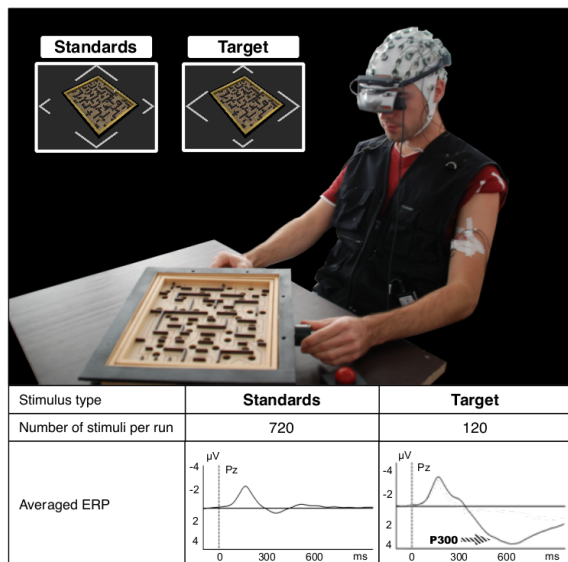 Standards Target
Stimulus type Standards Target
Number of stimuli per run 720 120
Averaged ERP
µV µV
-4 Pz -4 Pz
-2 -2
2 2
4 4 P300
0 300 600 ms 0 300 600 ms